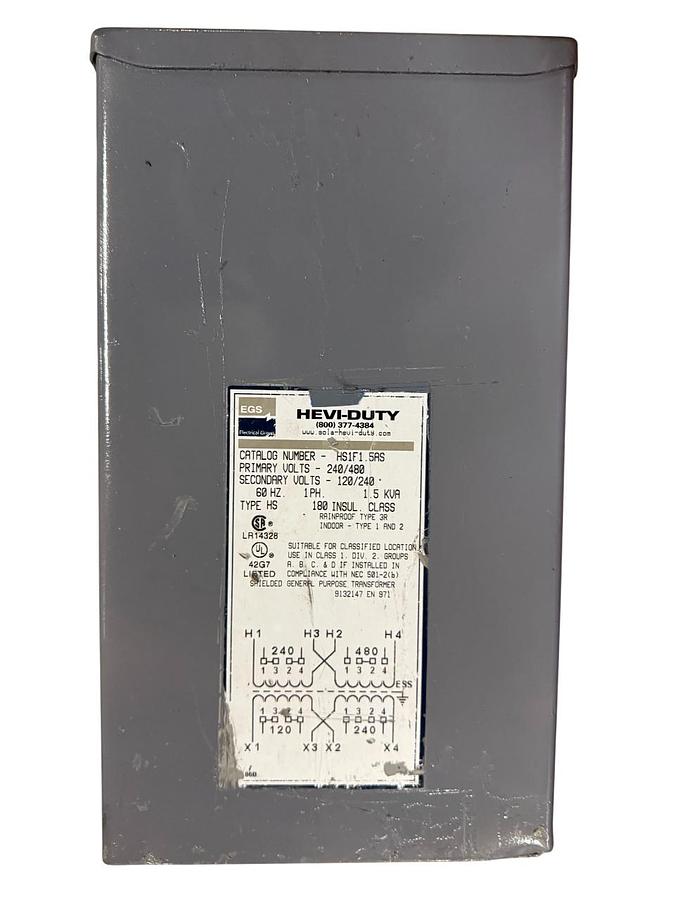 EGS
Electrical Group
HEVI-DUTY
(800) 377-4384
www.sola-hevi-duty.com
CATALOG NUMBER - HS1F1.5AS
PRIMARY VOLTS - 240/480
SECONDARY VOLTS - 120/240
60 HZ. 1PH. 1.5 KVA
TYPE HS 180 INSUL. CLASS
RAINPROOF TYPE 3R
INDOOR - TYPE 1 AND 2
LR14328
42G7
LISTED
SUITABLE FOR CLASSIFIED LOCATION
USE IN CLASS 1. DIV. 2. GROUPS
A. B. C. & D IF INSTALLED IN
COMPLIANCE WITH NEC 501-2(b)
SHIELDED GENERAL PURPOSE TRANSFORMER
9132147 EN 971
H1 H3 H2 H4
240 480
1 3 2 4 1 3 2 4
ESS
1 3 2 4 1 3 2 4
120 240
X1 X3 X2 X4